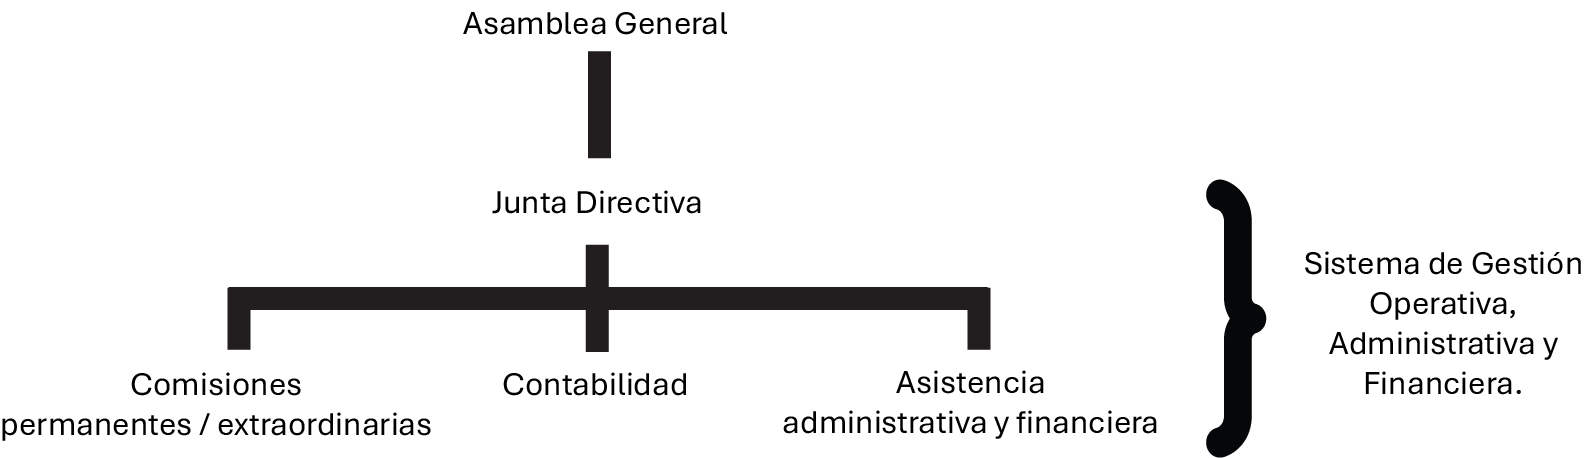 Asamblea General
Junta Directiva
Comisiones
permanentes / extraordinarias
Contabilidad
Asistencia
administrativa y financiera
Sistema de Gestión
Operativa,
Administrativa y
Financiera.